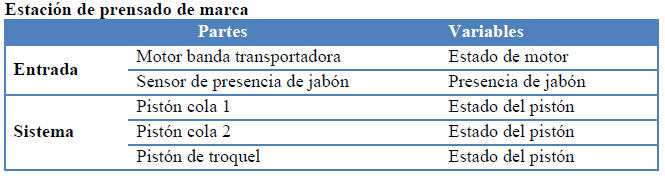 Estación de prensado de marca
Partes Variables
Entrada
Motor banda transportadora Estado de motor
Sensor de presencia de jabón Presencia de jabón
Sistema
Pistón cola 1 Estado del pistón
Pistón cola 2 Estado del pistón
Pistón de troquel Estado del pistón